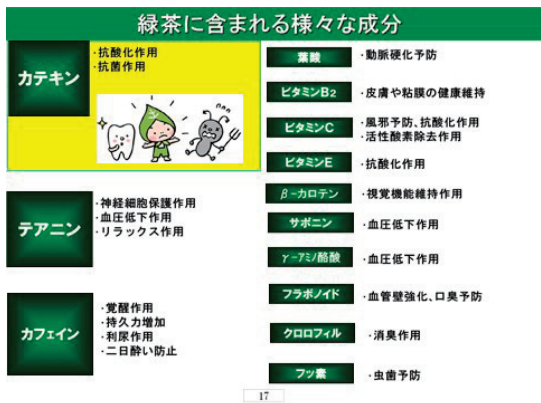 緑茶に含まれる様々な成分
カテキン
・抗酸化作用
・抗菌作用
テアニン
・神経細胞保護作用
・血圧低下作用
・リラックス作用
カフェイン
・覚醒作用
・持久力増加
・利尿作用
・二日酔い防止
葉酸
・動脈硬化予防
ビタミンB2
・皮膚や粘膜の健康維持
ビタミンC
・風邪予防、抗酸化作用
・活性酸素除去作用
ビタミンE
・抗酸化作用
β-カロテン
・視覚機能維持作用
サポニン
・血圧低下作用
γ-アミノ酪酸
・血圧低下作用
フラボノイド
・血管壁強化、口臭予防
クロロフィル
・消臭作用
フッ素
・虫歯予防
17